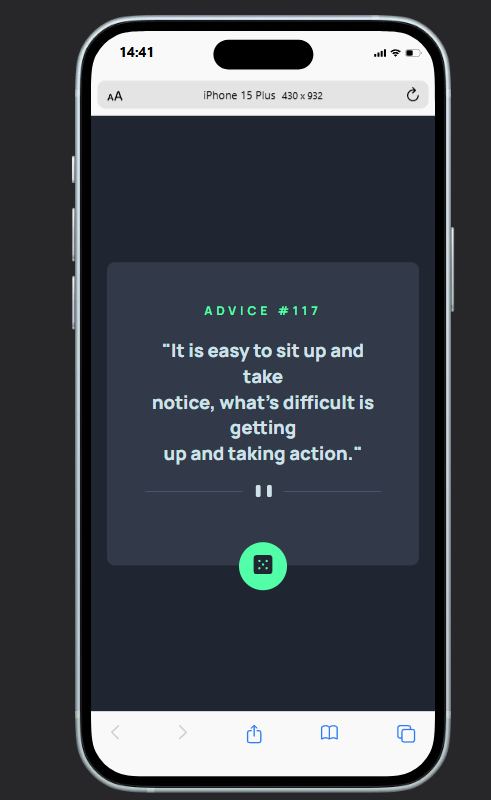 14:41
AA iPhone 15 Plus 430 x 932
ADVICE #117
"It is easy to sit up and
take
notice, what's difficult is
getting
up and taking action."